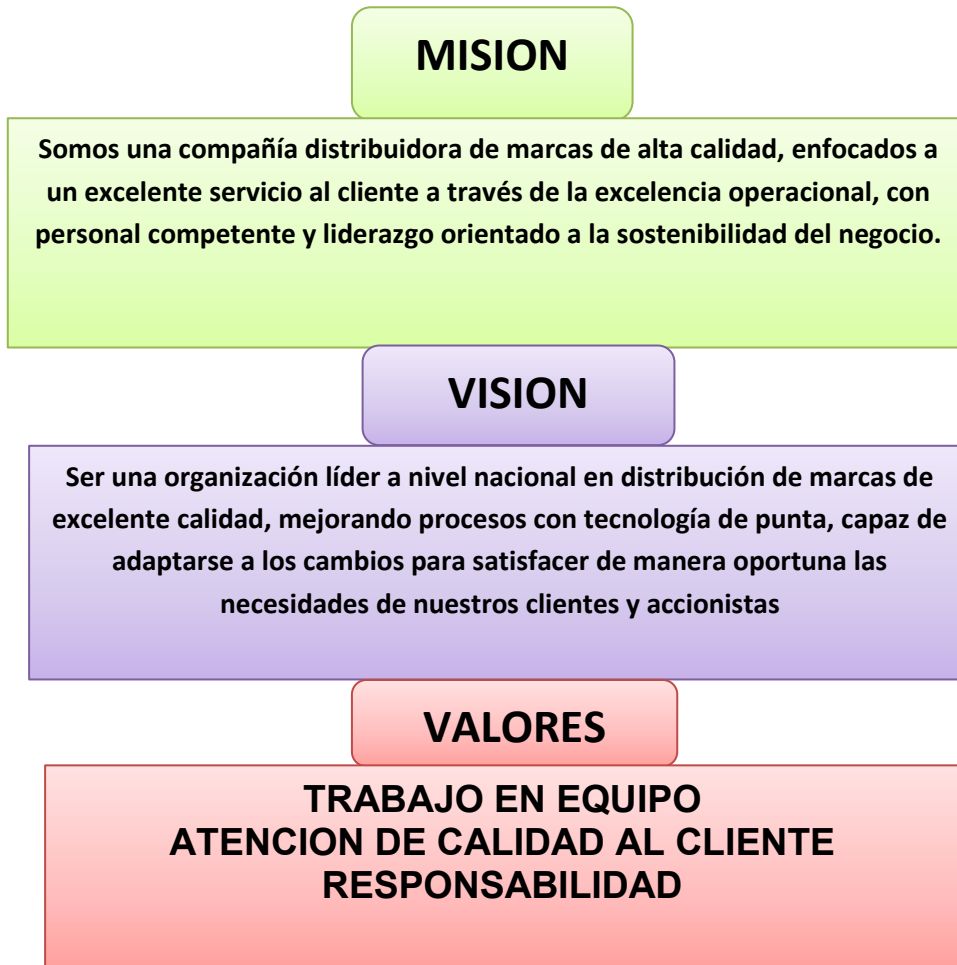 MISION
Somos una compañía distribuidora de marcas de alta calidad, enfocados a
un excelente servicio al cliente a través de la excelencia operacional, con
personal competente y liderazgo orientado a la sostenibilidad del negocio.
VISION
Ser una organización líder a nivel nacional en distribución de marcas de
excelente calidad, mejorando procesos con tecnología de punta, capaz de
adaptarse a los cambios para satisfacer de manera oportuna las
necesidades de nuestros clientes y accionistas
VALORES
TRABAJO EN EQUIPO
ATENCION DE CALIDAD AL CLIENTE
RESPONSABILIDAD